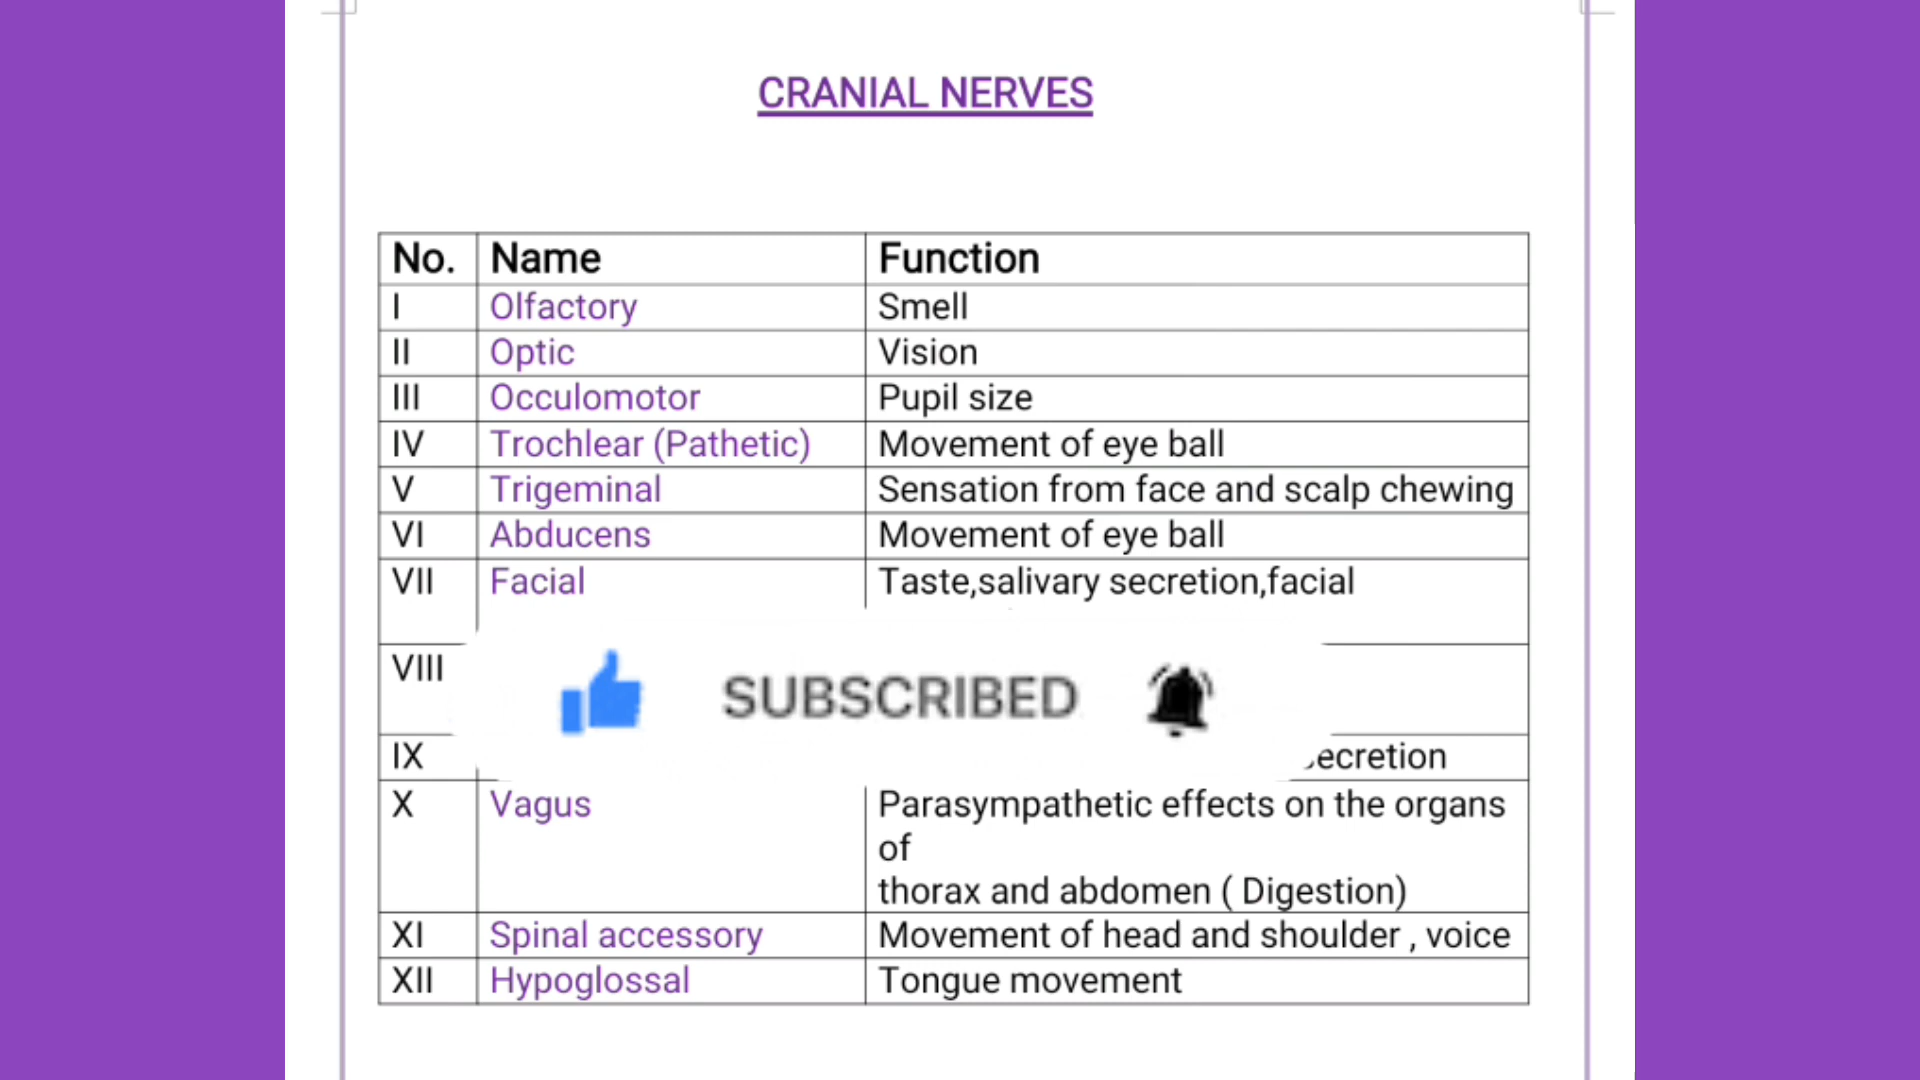 CRANIAL NERVES
No. Name Function
I Olfactory Smell
II Optic Vision
III Occulomotor Pupil size
IV Trochlear (Pathetic) Movement of eye ball
V Trigeminal Sensation from face and scalp chewing
VI Abducens Movement of eye ball
VII Facial Taste,salivary secretion,facial
VIII
SUBSCRIBED
IX
X Vagus Parasympathetic effects on the organs
of
thorax and abdomen ( Digestion)
XI Spinal accessory Movement of head and shoulder , voice
XII Hypoglossal Tongue movement